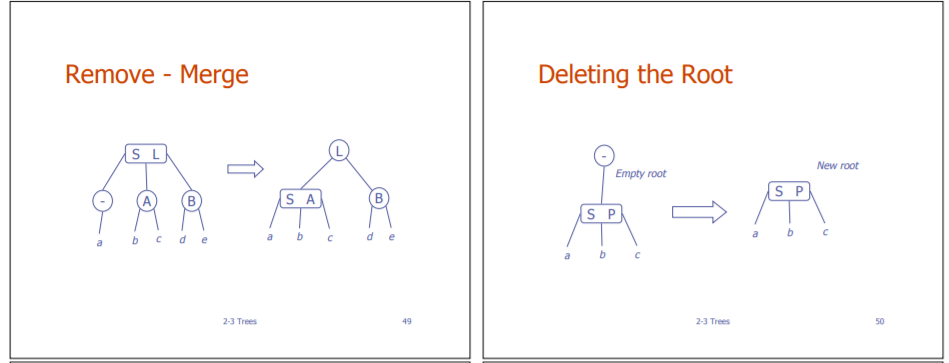 Remove - Merge
S L
L
-
A
B
S A
B
a
b
c
d
e
a
b
c
d
e
2-3 Trees
49
Deleting the Root
-
Empty root
New root
S P
S P
a
b
c
a
b
c
2-3 Trees
50